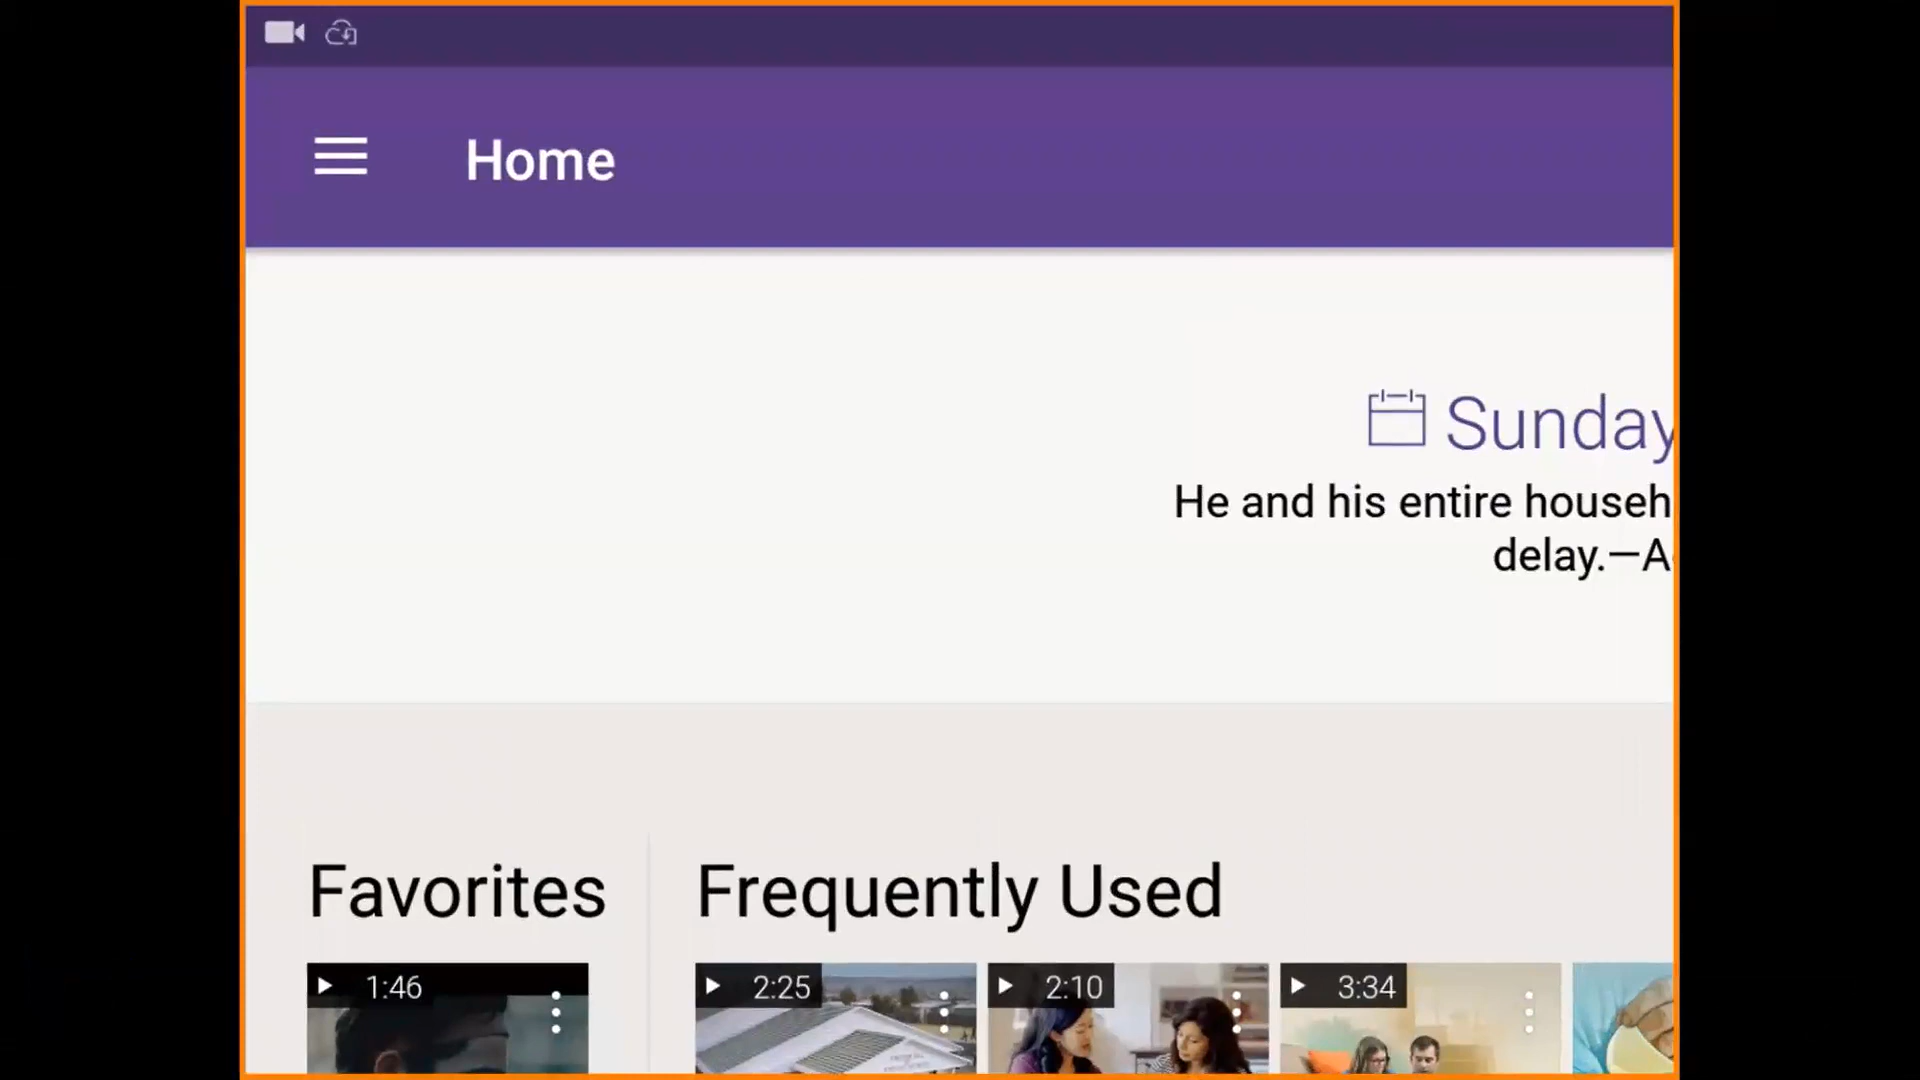 Home
Sunday
He and his entire househ
delay.—A
Favorites
Frequently Used
1:46
2:25
2:10
3:34